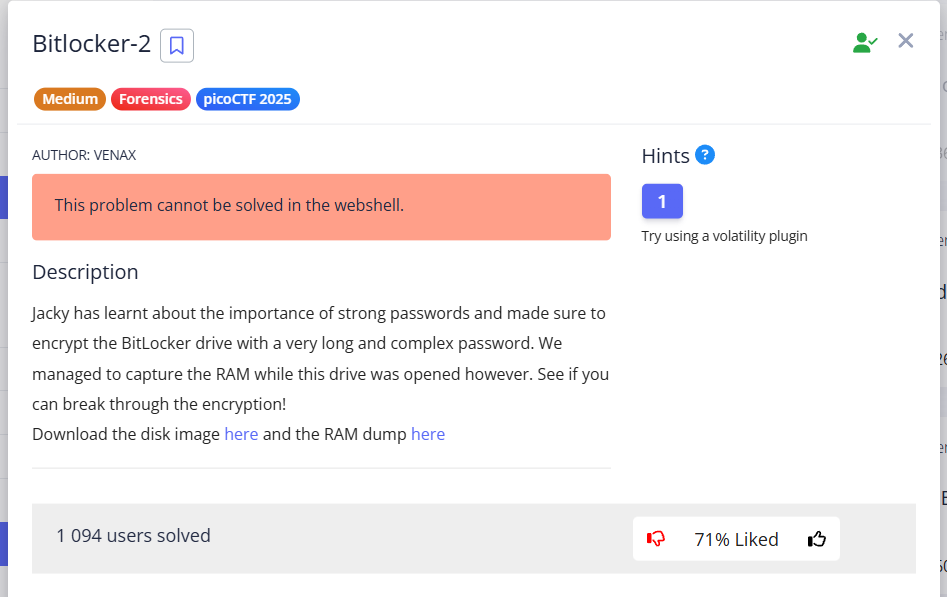 Bitlocker-2
Medium Forensics picoCTF 2025
AUTHOR: VENAX
This problem cannot be solved in the webshell.
Description
Jacky has learnt about the importance of strong passwords and made sure to
encrypt the BitLocker drive with a very long and complex password. We
managed to capture the RAM while this drive was opened however. See if you
can break through the encryption!
Download the disk image here and the RAM dump here
Hints ?
1
Try using a volatility plugin
1 094 users solved
71% Liked